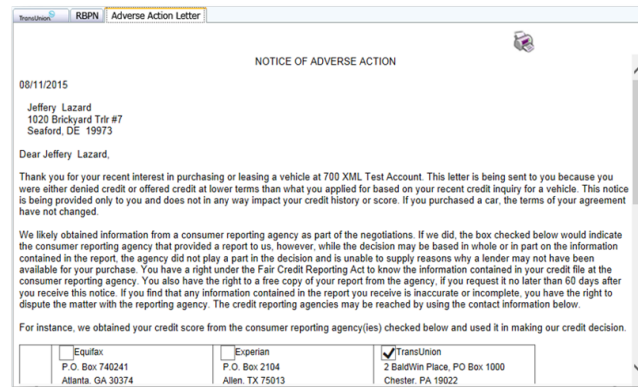 TransUnion
RBPN
Adverse Action Letter
NOTICE OF ADVERSE ACTION
08/11/2015
Jeffery Lazard
1020 Brickyard Trlr #7
Seaford, DE 19973
Dear Jeffery Lazard,
Thank you for your recent interest in purchasing or leasing a vehicle at 700 XML Test Account. This letter is being sent to you because you
were either denied credit or offered credit at lower terms than what you applied for based on your recent credit inquiry for a vehicle. This notice
is being provided only to you and does not in any way impact your credit history or score. If you purchased a car, the terms of your agreement
have not changed.
We likely obtained information from a consumer reporting agency as part of the negotiations. If we did, the box checked below would indicate
the consumer reporting agency that provided a report to us, however, while the decision may be based in whole or in part on the information
contained in the report, the agency did not play a part in the decision and is unable to supply reasons why a lender may not have been
available for your purchase. You have a right under the Fair Credit Reporting Act to know the information contained in your credit file at the
consumer reporting agency. You also have the right to a free copy of your report from the agency, if you request it no later than 60 days after
you receive this notice. If you find that any information contained in the report you receive is inaccurate or incomplete, you have the right to
dispute the matter with the reporting agency. The credit reporting agencies may be reached by using the contact information below.
For instance, we obtained your credit score from the consumer reporting agency(ies) checked below and used it in making our credit decision.
Equifax
P.O. Box 740241
Atlanta, GA 30374
Experian
P.O. Box 2104
Allen, TX 75013
TransUnion
2 BaldWin Place, PO Box 1000
Chester, PA 19022